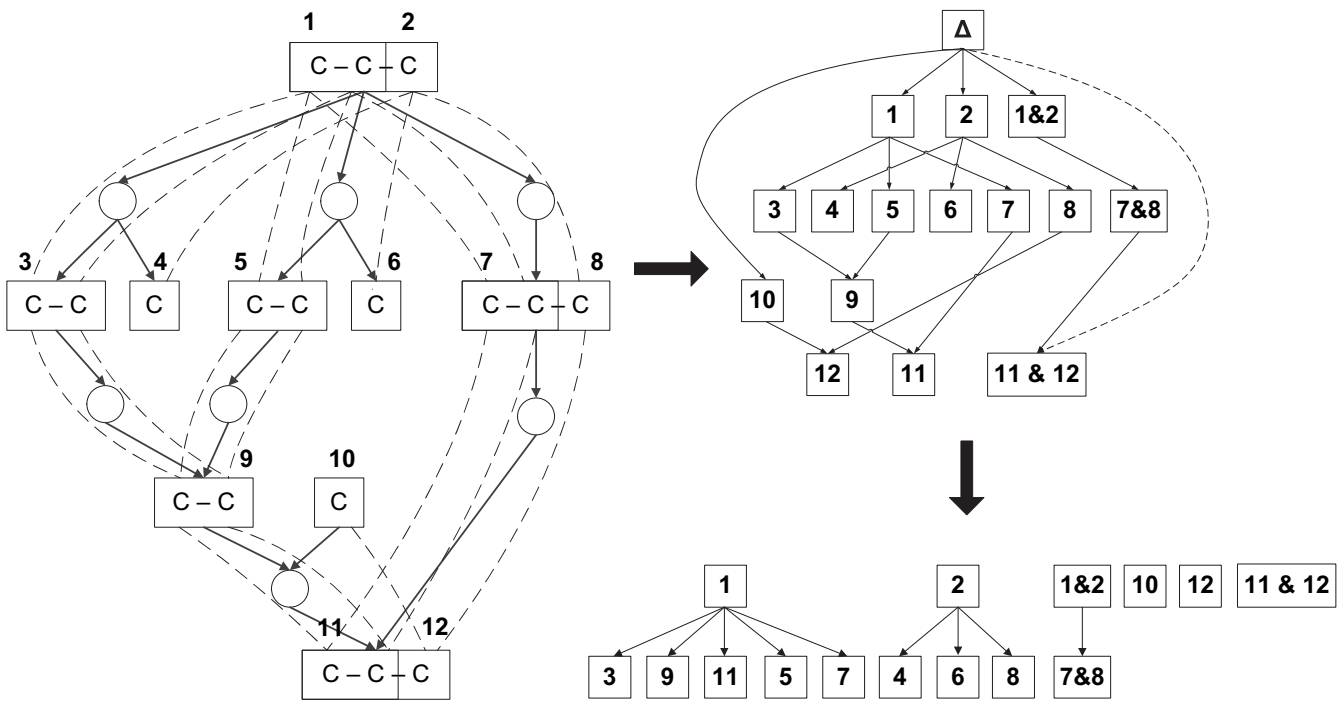 1 2
C – C – C
3 4 5 6 7 8
C – C C C – C C C – C – C
9 10
C – C C
11 12
C – C – C
Δ
1 2 1&2
3 4 5 6 7 8 7&8
10 9
12 11 11 & 12
1 2 1&2 10 12 11 & 12
3 9 11 5 7 4 6 8 7&8